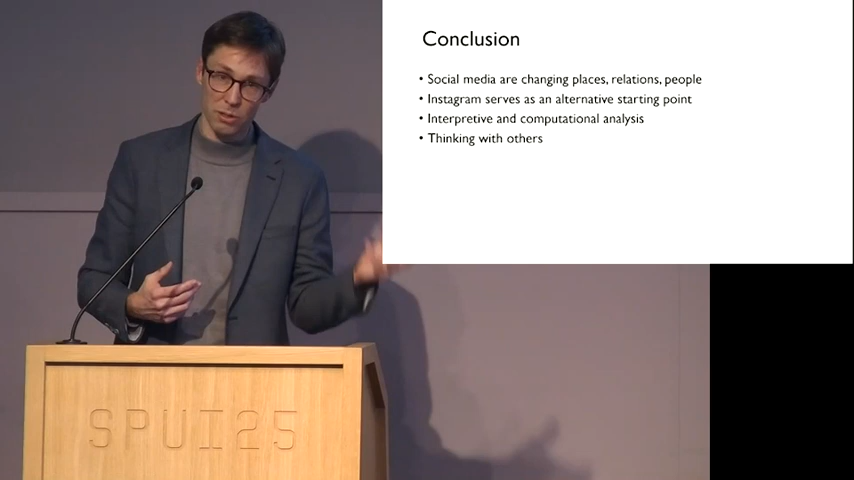 Conclusion
• Social media are changing places, relations, people
• Instagram serves as an alternative starting point
• Interpretive and computational analysis
• Thinking with others
SPUI25